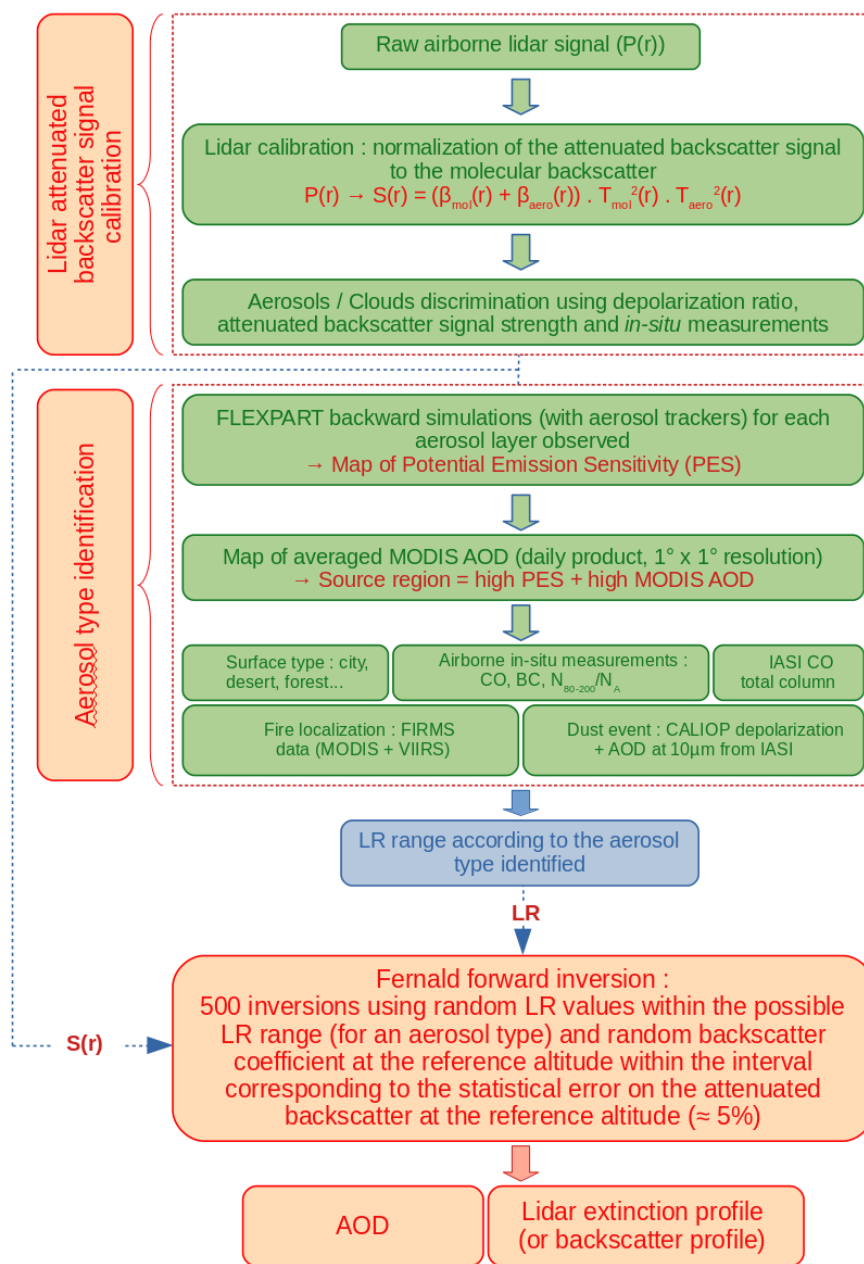 Lidar attenuated
backscatter signal
calibration
Raw airborne lidar signal (P(r))
Lidar calibration : normalization of the attenuated backscatter signal
to the molecular backscatter
P(r) → S(r) = (β_mol(r) + β_aero(r)) . T_mol²(r) . T_aero²(r)
Aerosols / Clouds discrimination using depolarization ratio,
attenuated backscatter signal strength and in-situ measurements
Aerosol type identification
FLEXPART backward simulations (with aerosol trackers) for each
aerosol layer observed
→ Map of Potential Emission Sensitivity (PES)
Map of averaged MODIS AOD (daily product, 1° x 1° resolution)
→ Source region = high PES + high MODIS AOD
Surface type : city,
desert, forest...
Airborne in-situ measurements :
CO, BC, N_80-200/N_A
IASI CO
total column
Fire localization : FIRMS
data (MODIS + VIIRS)
Dust event : CALIOP depolarization
+ AOD at 10µm from IASI
LR range according to the aerosol
type identified
LR
S(r)
Fernald forward inversion :
500 inversions using random LR values within the possible
LR range (for an aerosol type) and random backscatter
coefficient at the reference altitude within the interval
corresponding to the statistical error on the attenuated
backscatter at the reference altitude (≈ 5%)
AOD
Lidar extinction profile
(or backscatter profile)